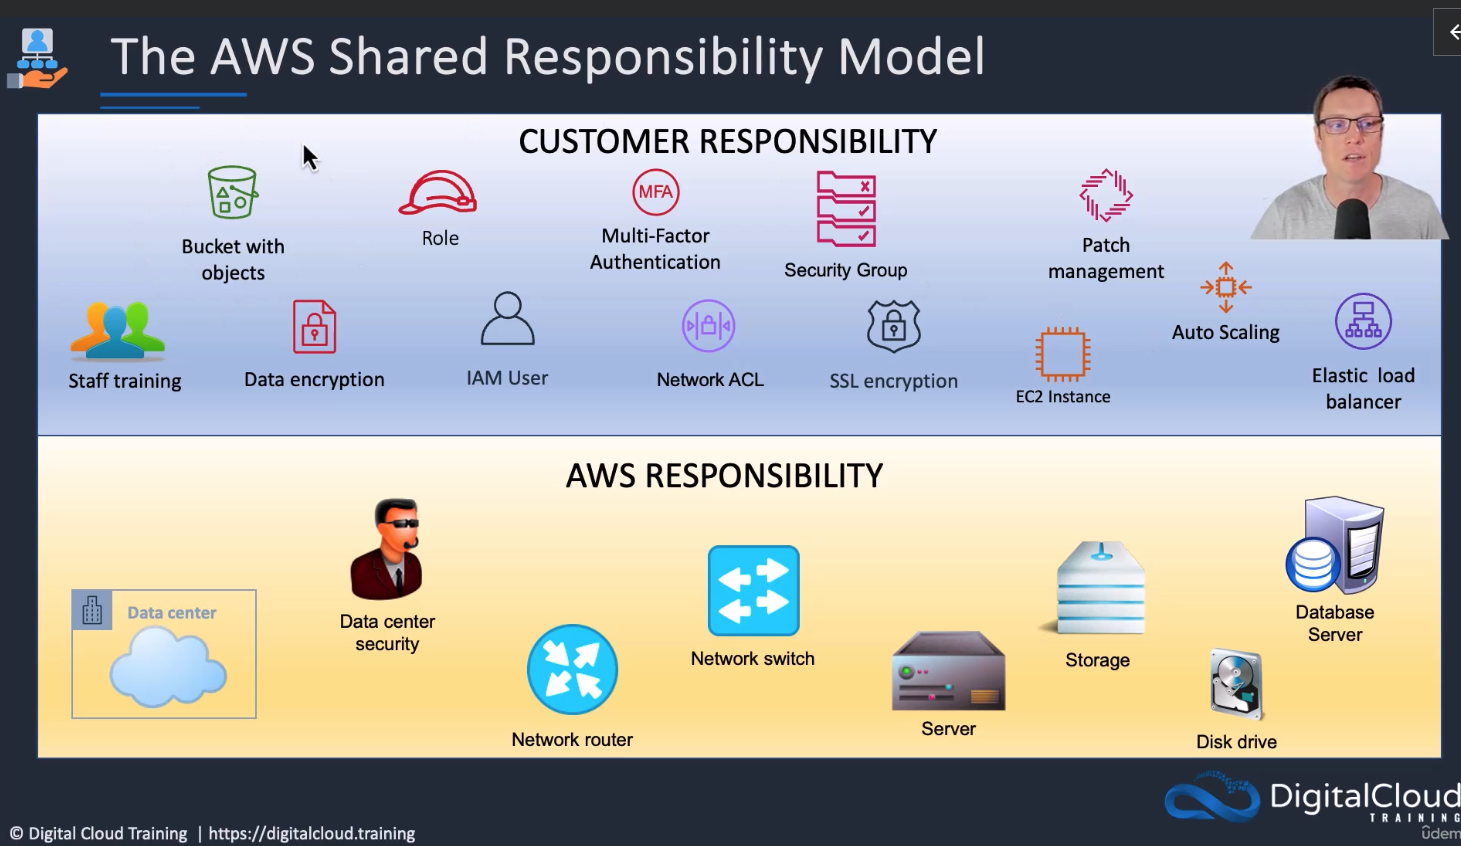 The AWS Shared Responsibility Model
CUSTOMER RESPONSIBILITY
Bucket with
objects
Role
MFA
Multi-Factor
Authentication
Security Group
Patch
management
Auto Scaling
Staff training
Data encryption
IAM User
Network ACL
SSL encryption
EC2 Instance
Elastic load
balancer
AWS RESPONSIBILITY
Data center
Data center
security
Network router
Network switch
Server
Storage
Disk drive
Database
Server
DigitalCloud
TRAINING
© Digital Cloud Training | https://digitalcloud.training
ûdem